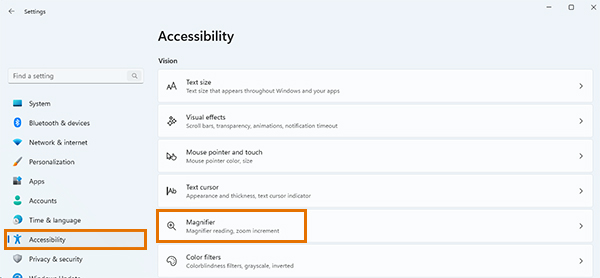 Settings
Accessibility
Vision
Find a setting
System
Bluetooth & devices
Network & internet
Personalization
Apps
Accounts
Time & language
Accessibility
Privacy & security
Windows Update
Text size
Text size that appears throughout Windows and your apps
Visual effects
Scroll bars, transparency, animations, notification timeout
Mouse pointer and touch
Mouse pointer color, size
Text cursor
Appearance and thickness, text cursor indicator
Magnifier
Magnifier reading, zoom increment
Color filters
Colorblindness filters, grayscale, inverted